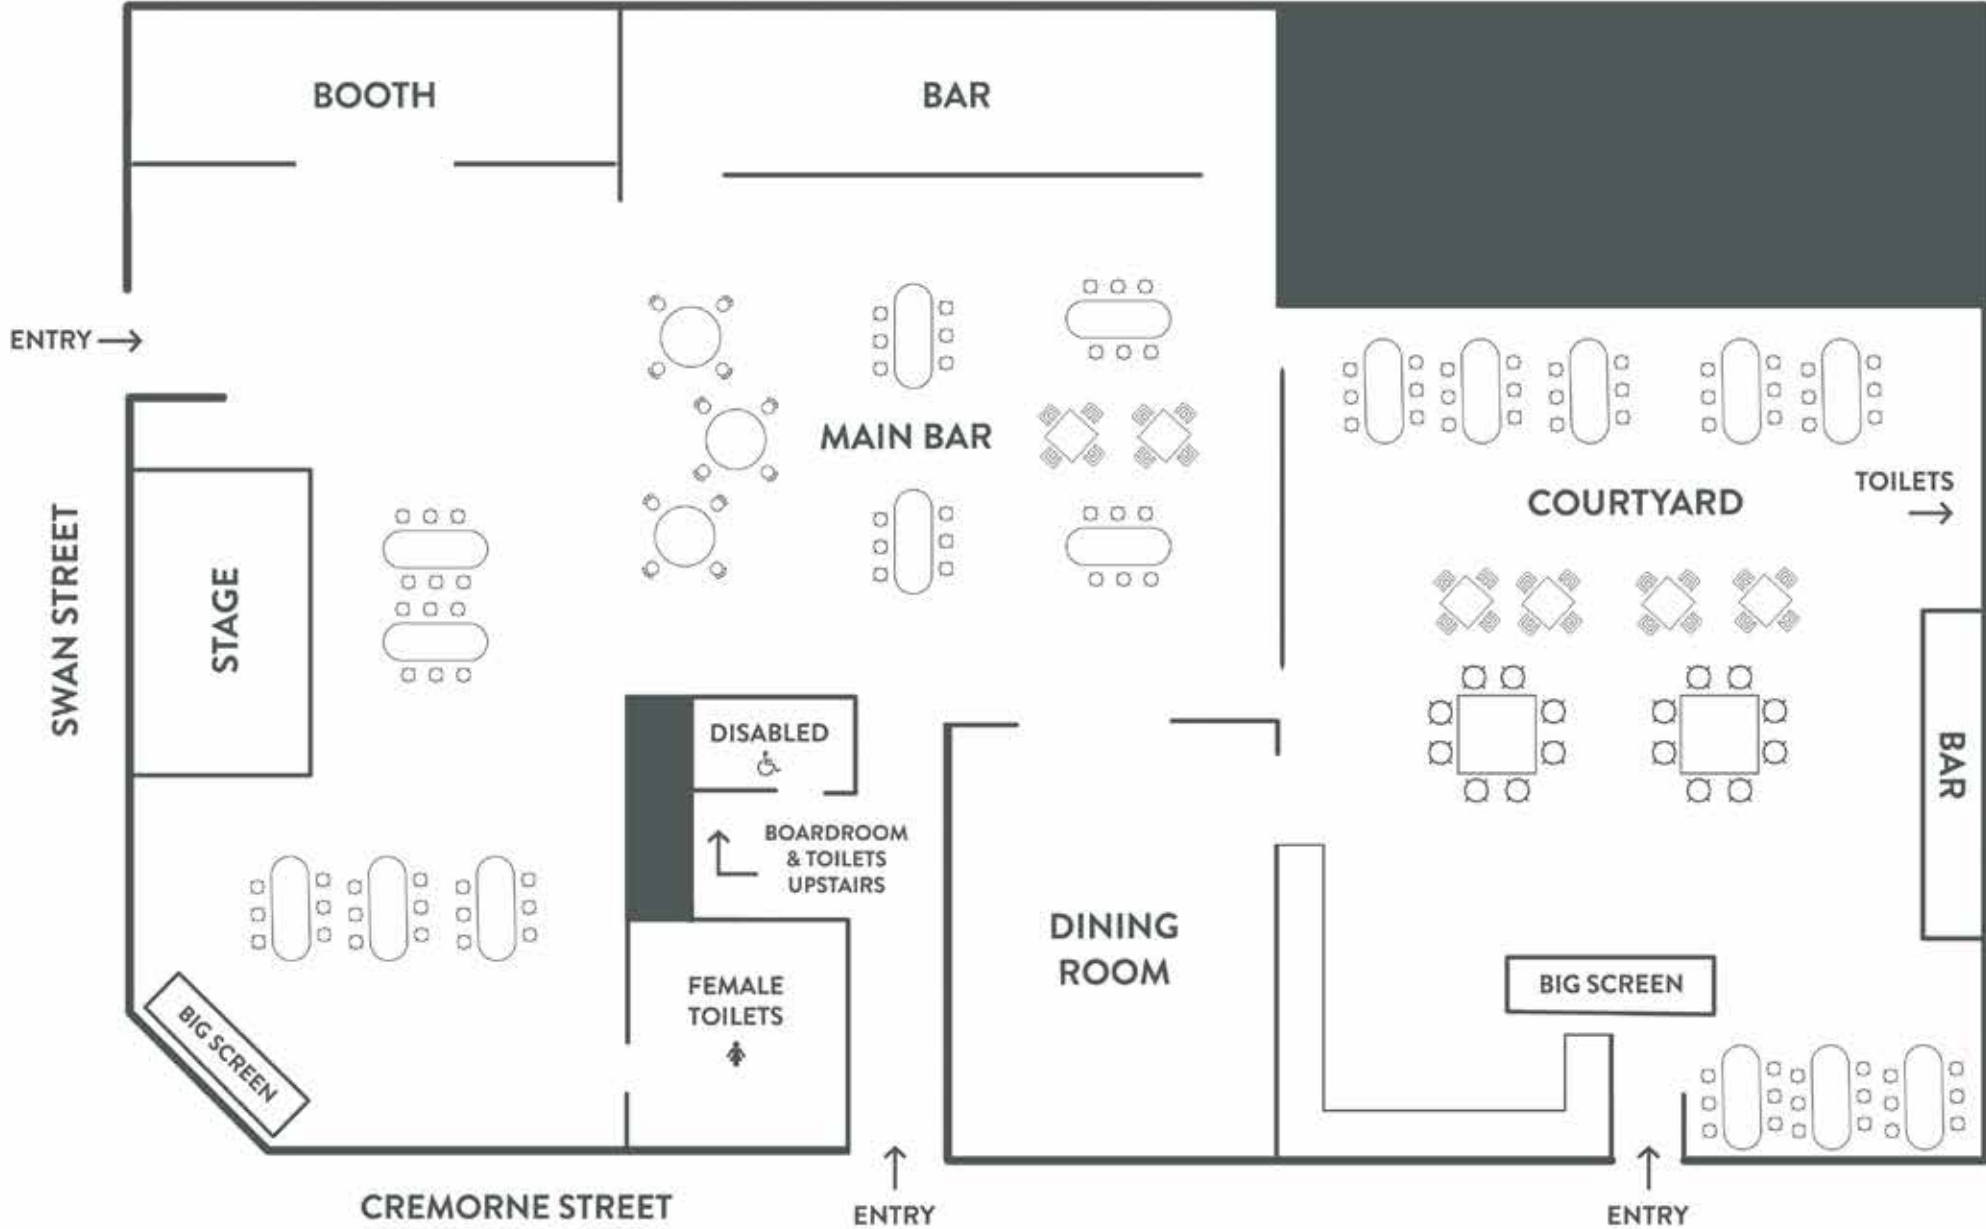 BOOTH
BAR
ENTRY
MAIN BAR
TOILETS
COURTYARD
SWAN STREET
STAGE
DISABLED
BAR
BOARDROOM
& TOILETS
UPSTAIRS
DINING
ROOM
FEMALE
TOILETS
BIG SCREEN
BIG SCREEN
CREMORNE STREET
ENTRY
ENTRY